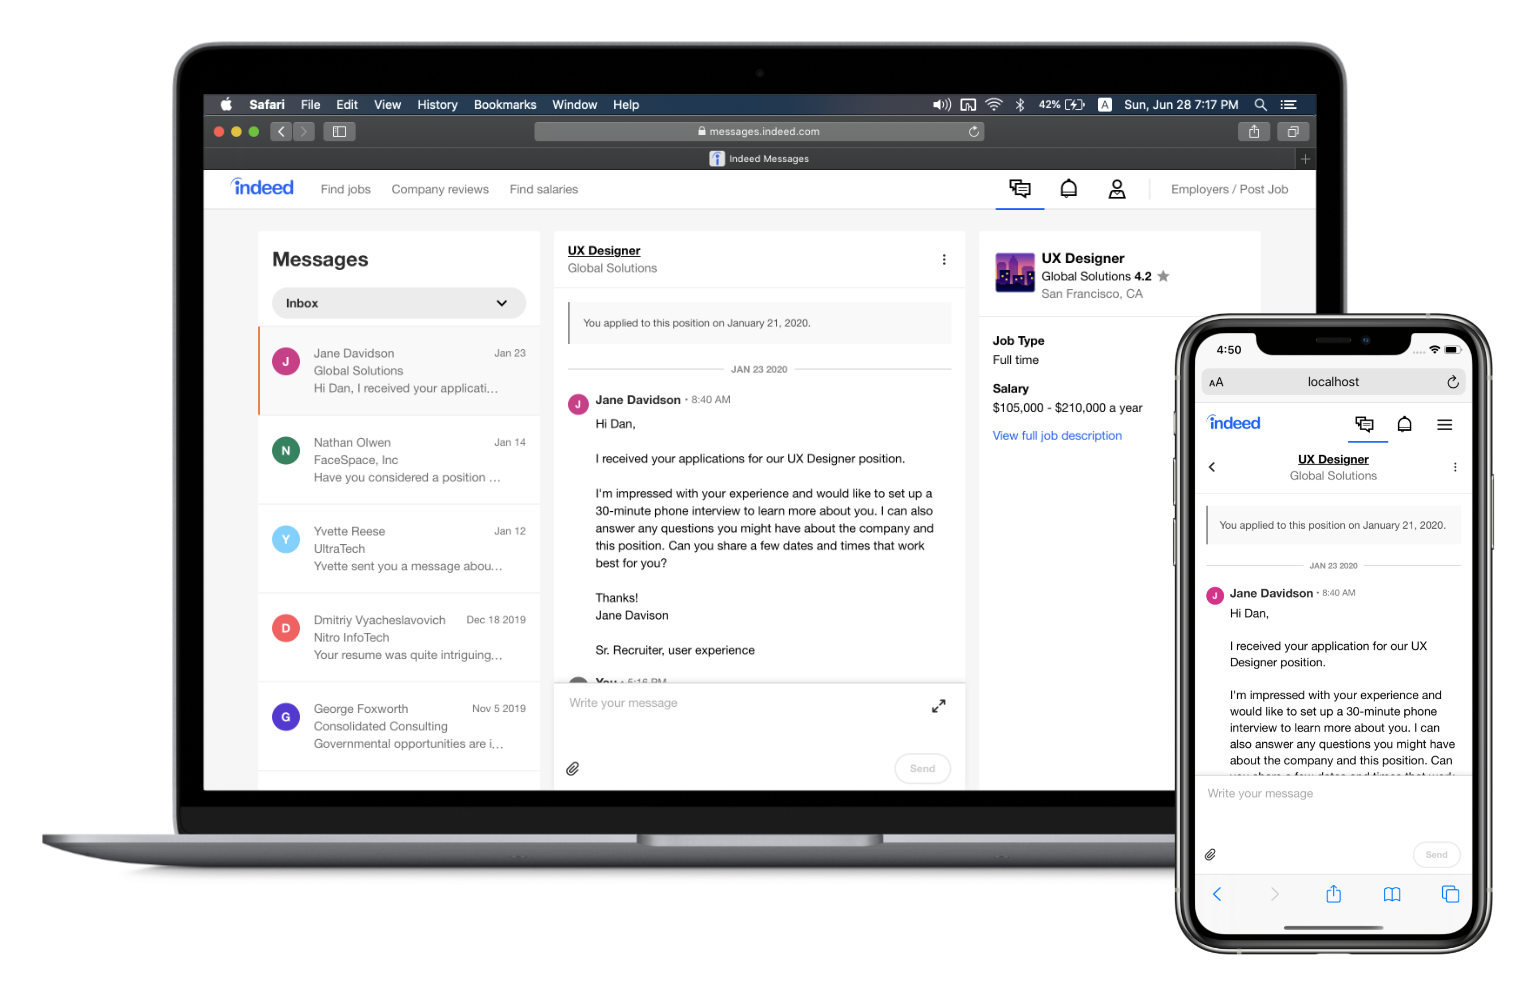 Safari File Edit View History Bookmarks Window Help 42% A Sun, Jun 28 7:17 PM
messages.indeed.com
Indeed Messages
indeed Find jobs Company reviews Find salaries Employers / Post Job
Messages
Inbox
J
Jane Davidson Jan 23
Global Solutions
Hi Dan, I received your applicati...
N
Nathan Olwen Jan 14
FaceSpace, Inc
Have you considered a position ...
Y
Yvette Reese Jan 12
UltraTech
Yvette sent you a message abou...
D
Dmitriy Vyacheslavovich Dec 18 2019
Nitro InfoTech
Your resume was quite intriguing...
G
George Foxworth Nov 5 2019
Consolidated Consulting
Governmental opportunities are i...
UX Designer
Global Solutions
You applied to this position on January 21, 2020.
JAN 23 2020
J
Jane Davidson • 8:40 AM
Hi Dan,
I received your applications for our UX Designer position.
I'm impressed with your experience and would like to set up a
30-minute phone interview to learn more about you. I can also
answer any questions you might have about the company and
this position. Can you share a few dates and times that work
best for you?
Thanks!
Jane Davison
Sr. Recruiter, user experience
You • 5:16 PM
Write your message
Send
UX Designer
Global Solutions 4.2
San Francisco, CA
Job Type
Full time
Salary
$105,000 - $210,000 a year
View full job description
4:50
AA localhost
indeed
UX Designer
Global Solutions
You applied to this position on January 21, 2020.
JAN 23 2020
J
Jane Davidson • 8:40 AM
Hi Dan,
I received your application for our UX
Designer position.
I'm impressed with your experience and
would like to set up a 30-minute phone
interview to learn more about you. I can
also answer any questions you might have
about the company and this position. Can
you share a few dates and times that work
Write your message
Send